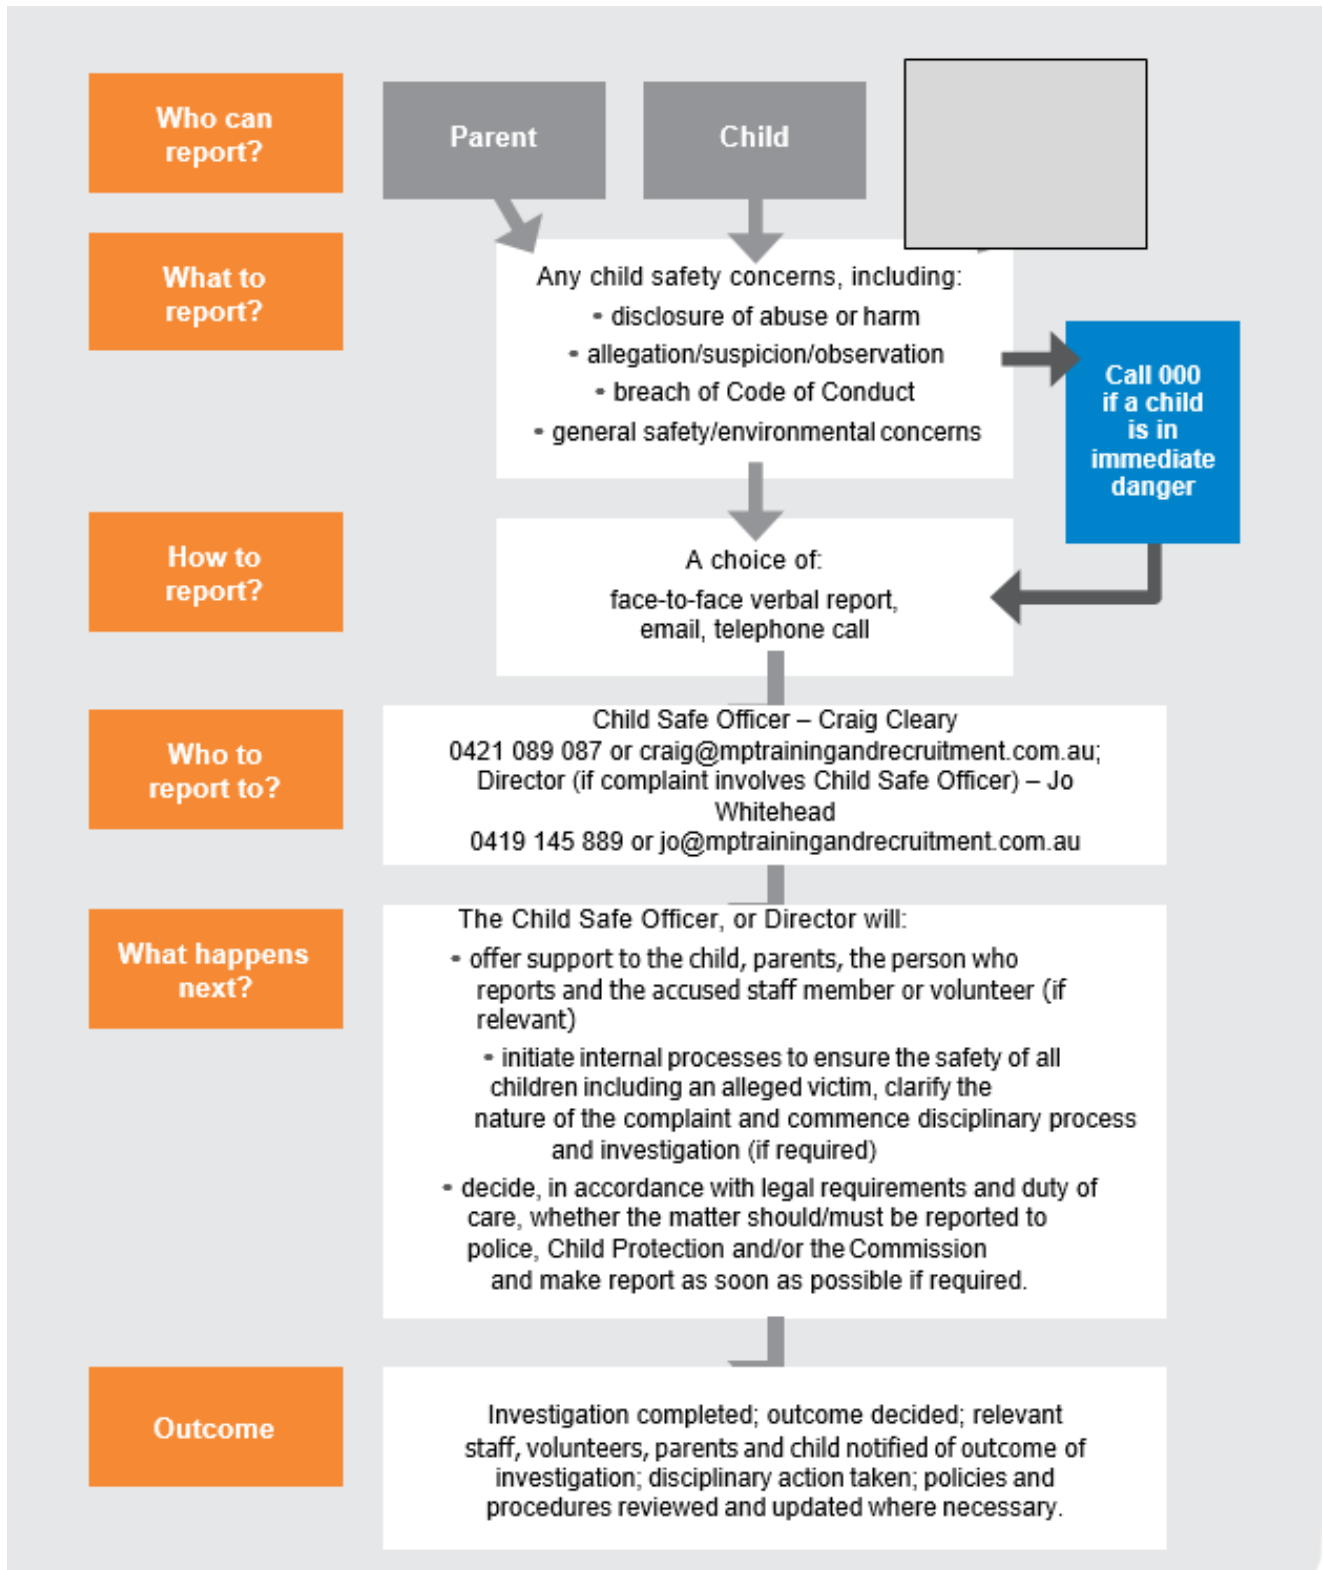 Who can
report?
Parent
Child
What to
report?
Any child safety concerns, including:
• disclosure of abuse or harm
• allegation/suspicion/observation
• breach of Code of Conduct
• general safety/environmental concerns
Call 000
if a child
is in
immediate
danger
How to
report?
A choice of:
face-to-face verbal report,
email, telephone call
Who to
report to?
Child Safe Officer – Craig Cleary
0421 089 087 or craig@mptrainingandrecruitment.com.au;
Director (if complaint involves Child Safe Officer) – Jo
Whitehead
0419 145 889 or jo@mptrainingandrecruitment.com.au
What happens
next?
The Child Safe Officer, or Director will:
• offer support to the child, parents, the person who
reports and the accused staff member or volunteer (if
relevant)
• initiate internal processes to ensure the safety of all
children including an alleged victim, clarify the
nature of the complaint and commence disciplinary process
and investigation (if required)
• decide, in accordance with legal requirements and duty of
care, whether the matter should/must be reported to
police, Child Protection and/or the Commission
and make report as soon as possible if required.
Outcome
Investigation completed; outcome decided; relevant
staff, volunteers, parents and child notified of outcome of
investigation; disciplinary action taken; policies and
procedures reviewed and updated where necessary.